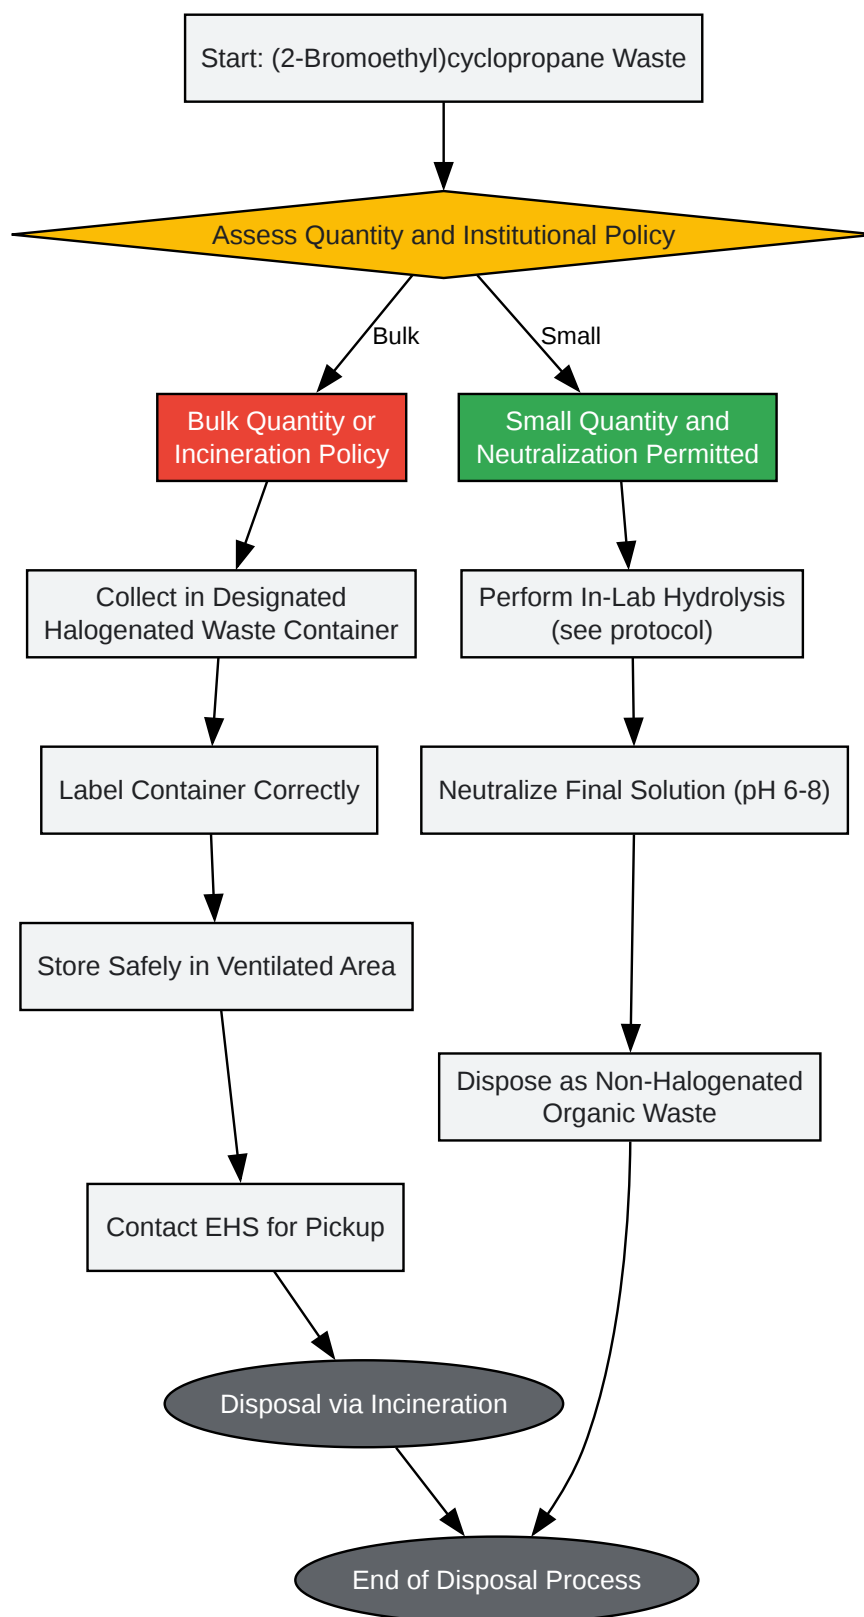 Start: (2-Bromoethyl)cyclopropane Waste
Assess Quantity and Institutional Policy
Bulk
Small
Bulk Quantity or
Incineration Policy
Small Quantity and
Neutralization Permitted
Collect in Designated
Halogenated Waste Container
Perform In-Lab Hydrolysis
(see protocol)
Label Container Correctly
Neutralize Final Solution (pH 6-8)
Store Safely in Ventilated Area
Dispose as Non-Halogenated
Organic Waste
Contact EHS for Pickup
Disposal via Incineration
End of Disposal Process